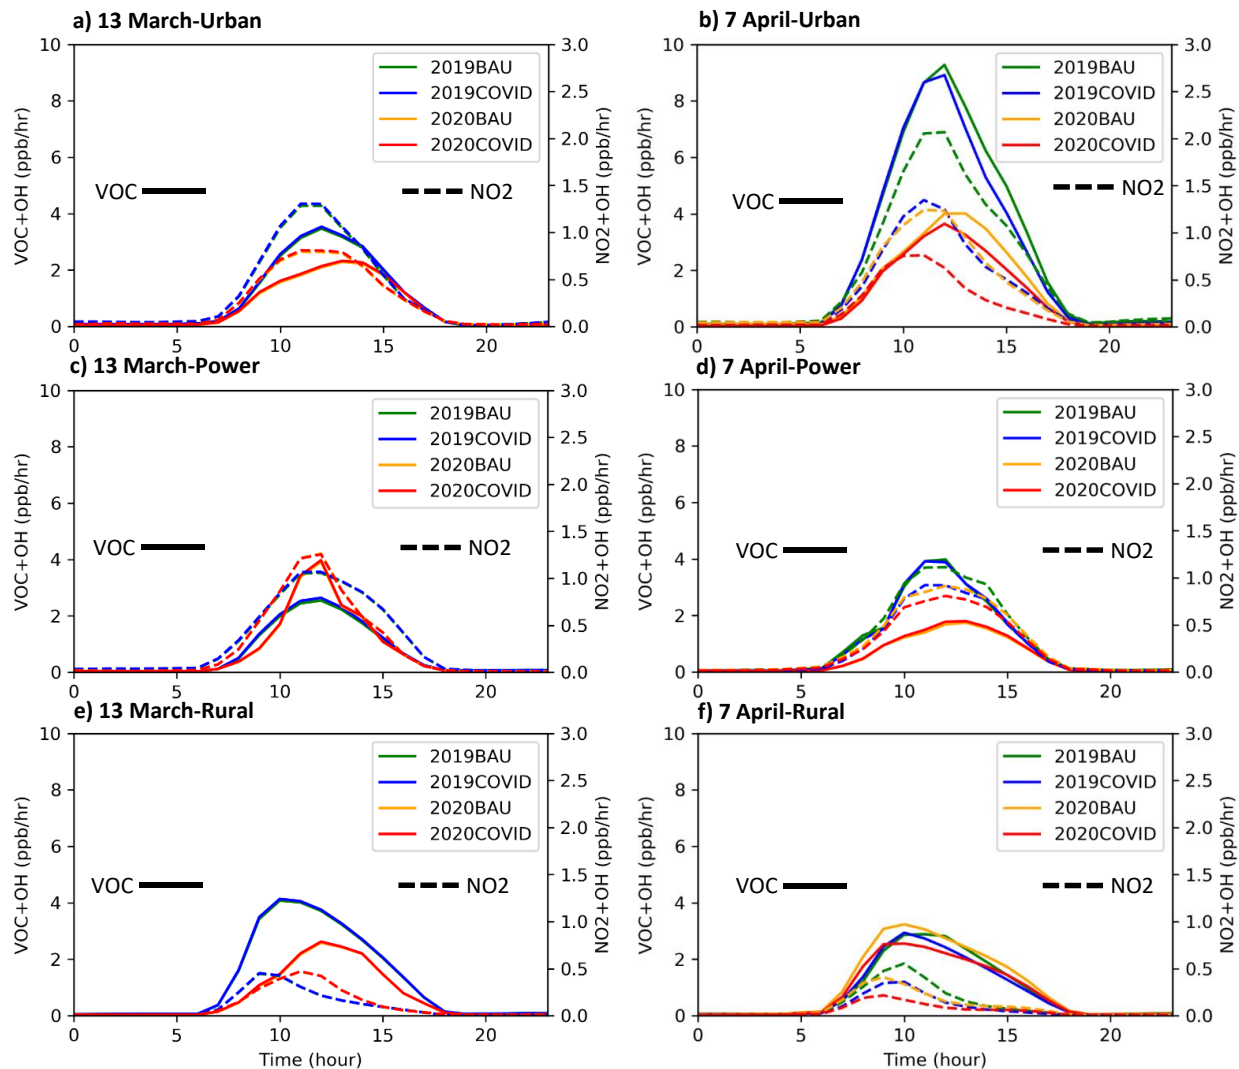 a) 13 March-Urban
10
8
6
4
2
0
VOC+OH (ppb/hr)
3.0
2.5
2.0
1.5
1.0
0.5
0.0
NO2+OH (ppb/hr)
2019BAU
2019COVID
2020BAU
2020COVID
VOC
NO2
0 5 10 15 20
b) 7 April-Urban
10
8
6
4
2
0
VOC+OH (ppb/hr)
3.0
2.5
2.0
1.5
1.0
0.5
0.0
NO2+OH (ppb/hr)
2019BAU
2019COVID
2020BAU
2020COVID
VOC
NO2
0 5 10 15 20
c) 13 March-Power
10
8
6
4
2
0
VOC+OH (ppb/hr)
3.0
2.5
2.0
1.5
1.0
0.5
0.0
NO2+OH (ppb/hr)
2019BAU
2019COVID
2020BAU
2020COVID
VOC
NO2
0 5 10 15 20
d) 7 April-Power
10
8
6
4
2
0
VOC+OH (ppb/hr)
3.0
2.5
2.0
1.5
1.0
0.5
0.0
NO2+OH (ppb/hr)
2019BAU
2019COVID
2020BAU
2020COVID
VOC
NO2
0 5 10 15 20
e) 13 March-Rural
10
8
6
4
2
0
VOC+OH (ppb/hr)
3.0
2.5
2.0
1.5
1.0
0.5
0.0
NO2+OH (ppb/hr)
2019BAU
2019COVID
2020BAU
2020COVID
VOC
NO2
0 5 10 15 20
Time (hour)
f) 7 April-Rural
10
8
6
4
2
0
VOC+OH (ppb/hr)
3.0
2.5
2.0
1.5
1.0
0.5
0.0
NO2+OH (ppb/hr)
2019BAU
2019COVID
2020BAU
2020COVID
VOC
NO2
0 5 10 15 20
Time (hour)